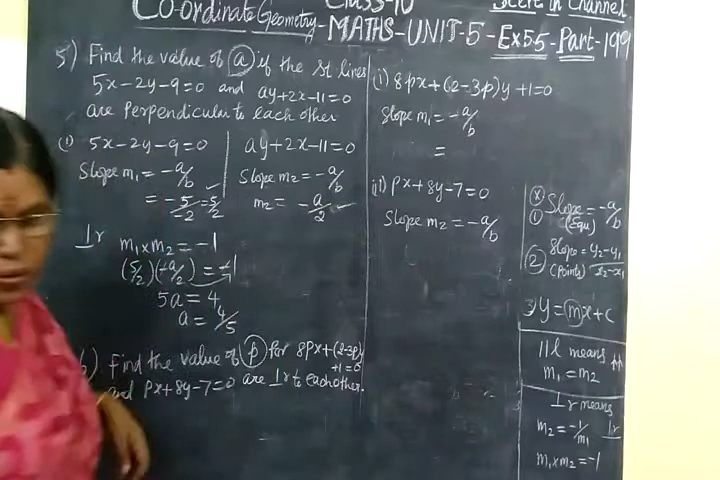 Co-ordinate Geometry - Class-10
MATHS - UNIT-5 - Ex5.5 - Part-199
in Channel
5) Find the value of (a) if the St lines
5x-2y-9=0 and ay+2x-11=0
are Perpendicular to each other
(i) 5x-2y-9=0
Slope m₁ = -a/b
= -5/-2 = 5/2 ✓
ay+2x-11=0
Slope m₂ = -a/b
m₂ = -a/2 ✓
⊥r m₁×m₂ = -1
(5/2)(-a/2) = -1
5a = 4
a = 4/5
6) Find the value of (p) for 8px+(2-3p)y
+1=0
and px+8y-7=0 are ⊥r to each other.
(i) 8px+(2-3p)y+1=0
Slope m₁ = -a/b
=
ii) px+8y-7=0
Slope m₂ = -a/b
① Slope = -a/b
(Equ)
② Slope = y₂-y₁/x₂-x₁
(Points)
3) y=(m)x+c
||l means ↑↑
m₁ = m₂
⊥r means
m₂ = -1/m₁ ⊥r
m₁×m₂ = -1